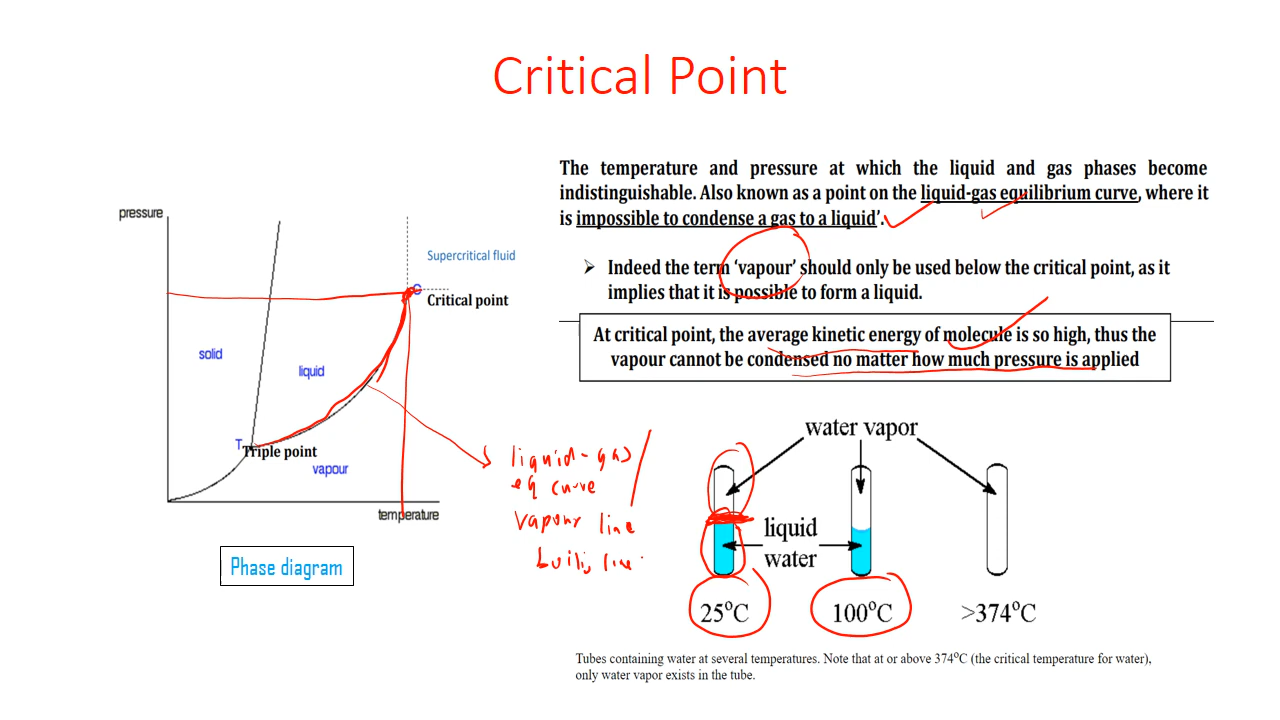 Critical Point
The temperature and pressure at which the liquid and gas phases become
indistinguishable. Also known as a point on the liquid-gas equilibrium curve, where it
is impossible to condense a gas to a liquid’.
➢ Indeed the term ‘vapour’ should only be used below the critical point, as it
implies that it is possible to form a liquid.
At critical point, the average kinetic energy of molecule is so high, thus the
vapour cannot be condensed no matter how much pressure is applied
pressure
Supercritical fluid
C
Critical point
solid
liquid
T
Triple point
vapour
temperature
Phase diagram
liquid-gas /
eq curve
vapour line
water vapor
liquid
water
25°C
100°C
>374°C
Tubes containing water at several temperatures. Note that at or above 374°C (the critical temperature for water),
only water vapor exists in the tube.